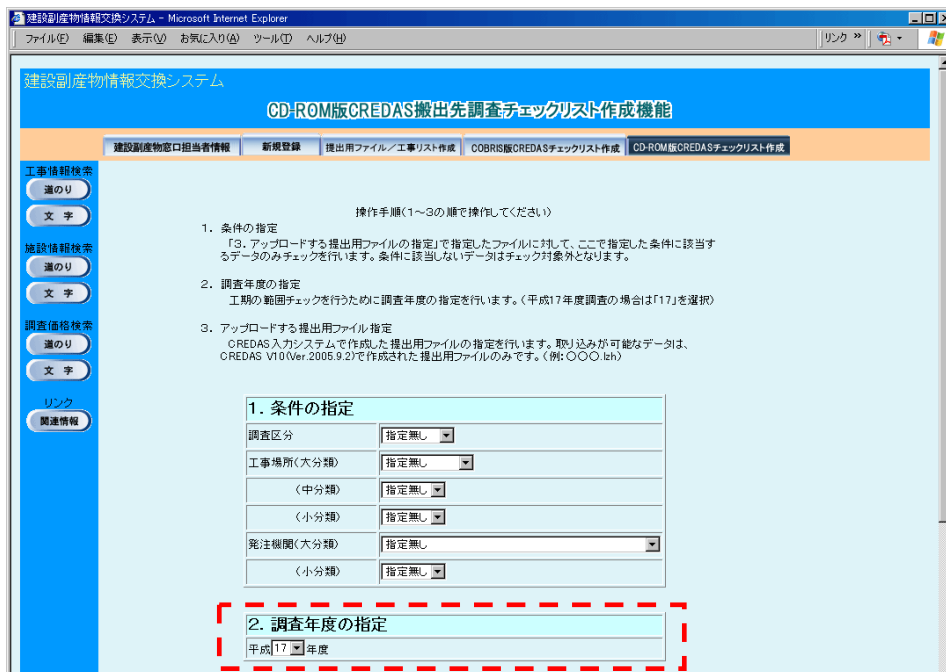 建設副産物情報交換システム - Microsoft Internet Explorer
ファイル(F) 編集(E) 表示(V) お気に入り(A) ツール(T) ヘルプ(H)
リンク »
建設副産物情報交換システム
CD-ROM版CREDAS搬出先調査チェックリスト作成機能
建設副産物窓口担当者情報 新規登録 提出用ファイル/工事リスト作成 COBRIS版CREDASチェックリスト作成 CD-ROM版CREDASチェックリスト作成
工事情報検索
道のり
文 字
施設情報検索
道のり
文 字
調査価格検索
道のり
文 字
リンク
関連情報
操作手順(1~3の順で操作してください)
1. 条件の指定
「3. アップロードする提出用ファイルの指定」で指定したファイルに対して、ここで指定した条件に該当す
るデータのみチェックを行います。条件に該当しないデータはチェック対象外となります。
2. 調査年度の指定
工期の範囲チェックを行うために調査年度の指定を行います。(平成17年度調査の場合は「17」を選択)
3. アップロードする提出用ファイル指定
CREDAS入力システムで作成した提出用ファイルの指定を行います。取り込みが可能なデータは、
CREDAS V10(Ver.2005.9.2)で作成された提出用ファイルのみです。(例:〇〇〇.lzh)
1. 条件の指定
調査区分 指定無し
工事場所(大分類) 指定無し
(中分類) 指定無し
(小分類) 指定無し
発注機関(大分類) 指定無し
(小分類) 指定無し
2. 調査年度の指定
平成 17 年度